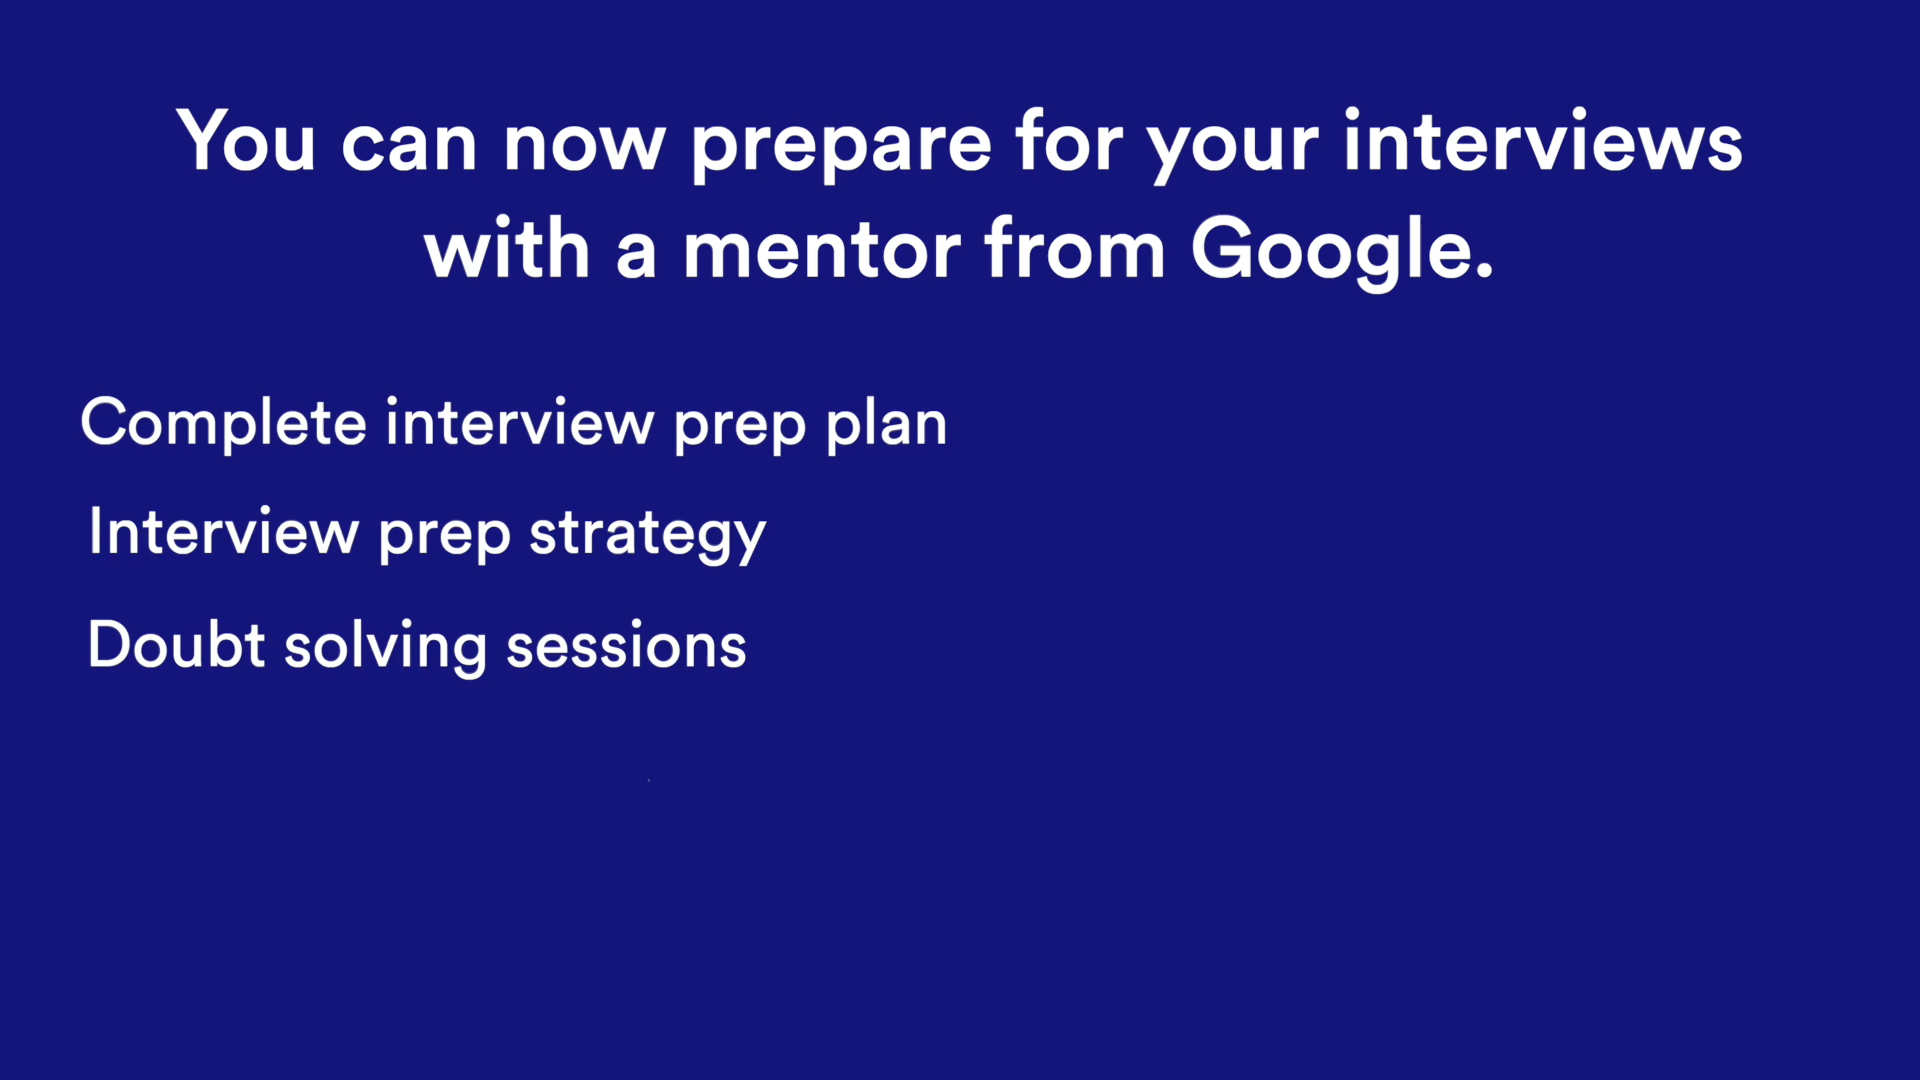 You can now prepare for your interviews
with a mentor from Google.
Complete interview prep plan
Interview prep strategy
Doubt solving sessions